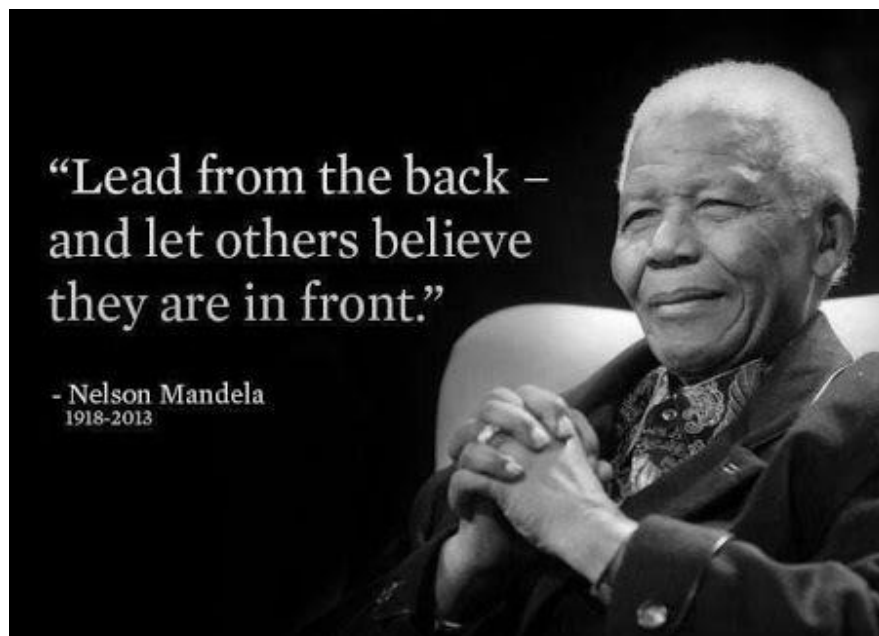 “Lead from the back –
and let others believe
they are in front.”
- Nelson Mandela
1918-2013